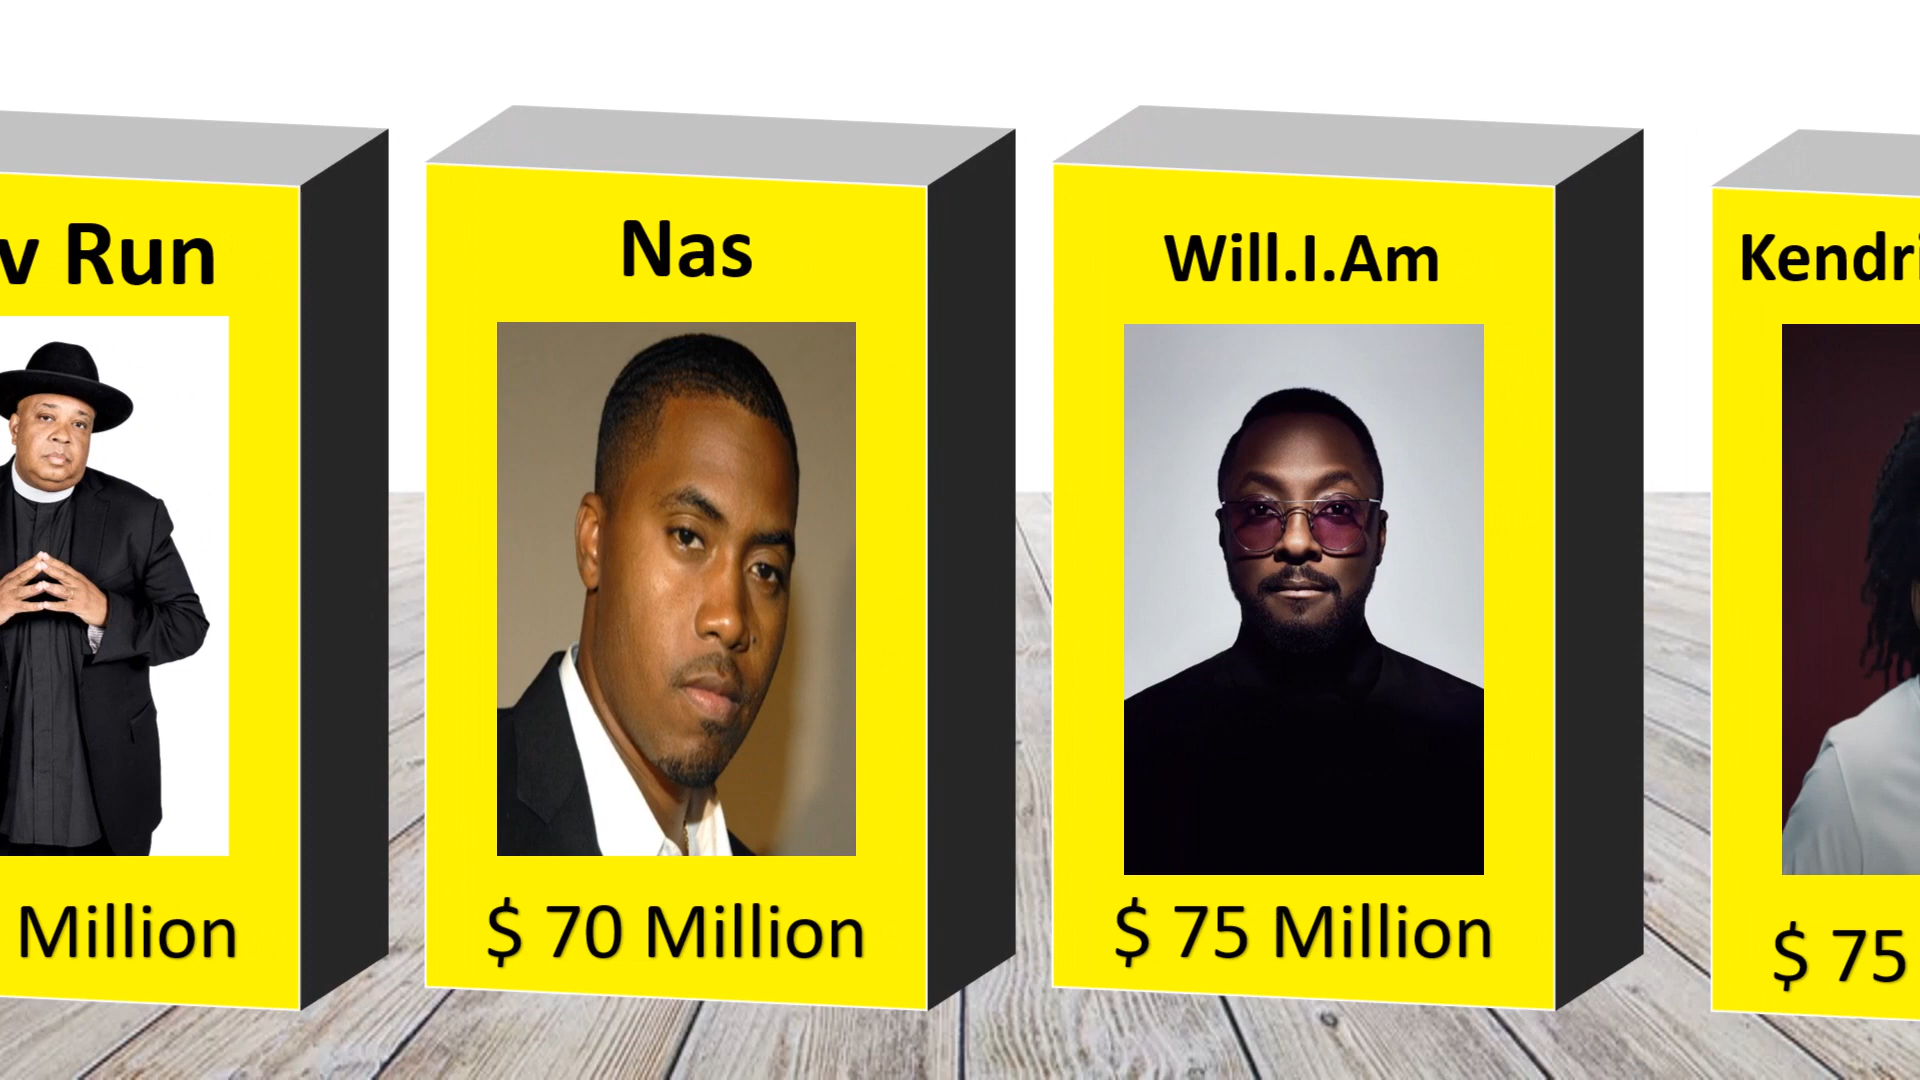 v Run
Million
Nas
$ 70 Million
Will.I.Am
$ 75 Million
Kendri
$ 75